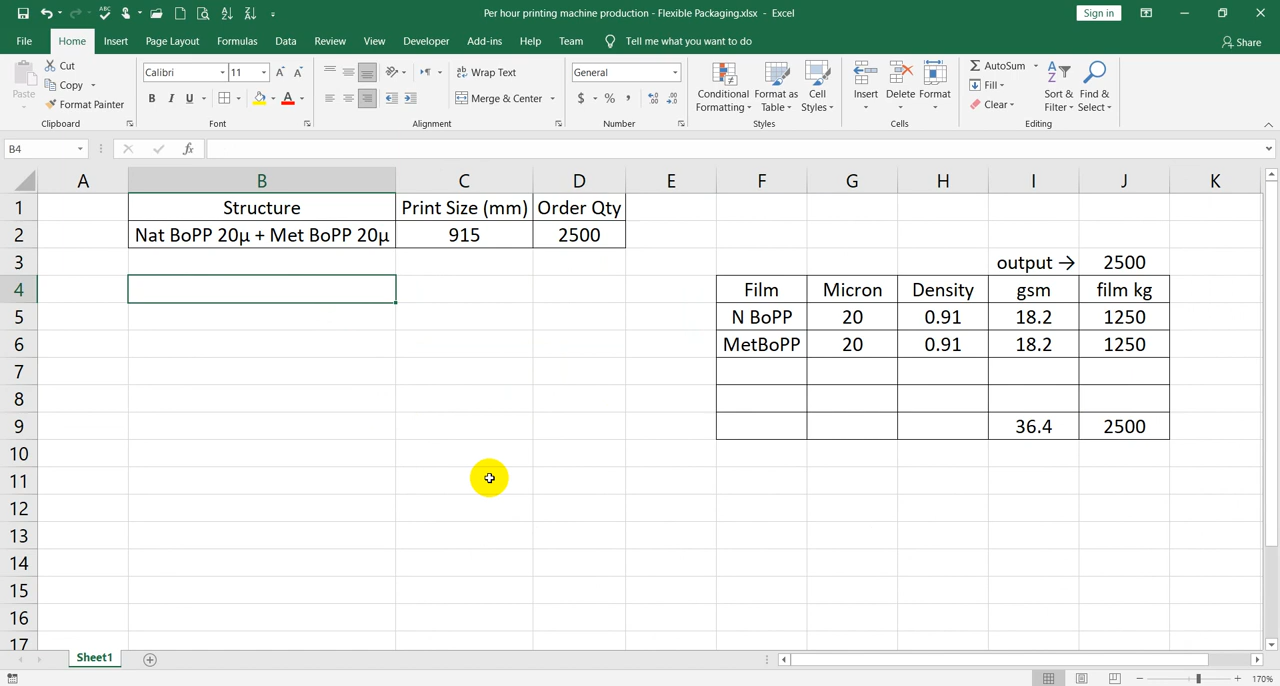 Per hour printing machine production - Flexible Packaging.xlsx - Excel
Sign in
File Home Insert Page Layout Formulas Data Review View Developer Add-ins Help Team Tell me what you want to do
Share
Paste
Cut
Copy
Format Painter
Clipboard
Calibri 11
B I U
Font
Wrap Text
Merge & Center
Alignment
General
$ % ,
Number
Conditional Formatting
Format as Table
Cell Styles
Styles
Insert
Delete
Format
Cells
AutoSum
Fill
Clear
Sort & Filter
Find & Select
Editing
B4
fx
A B C D E F G H I J K
1 Structure Print Size (mm) Order Qty
2 Nat BoPP 20µ + Met BoPP 20µ 915 2500
3 output → 2500
4 Film Micron Density gsm film kg
5 N BoPP 20 0.91 18.2 1250
6 MetBoPP 20 0.91 18.2 1250
7
8
9 36.4 2500
10
11
12
13
14
15
16
17
Sheet1
170%